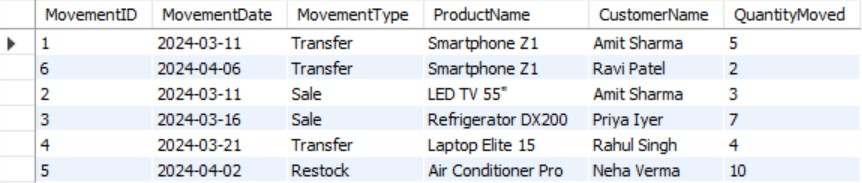 MovementID MovementDate MovementType ProductName CustomerName QuantityMoved
1 2024-03-11 Transfer Smartphone Z1 Amit Sharma 5
6 2024-04-06 Transfer Smartphone Z1 Ravi Patel 2
2 2024-03-11 Sale LED TV 55" Amit Sharma 3
3 2024-03-16 Sale Refrigerator DX200 Priya Iyer 7
4 2024-03-21 Transfer Laptop Elite 15 Rahul Singh 4
5 2024-04-02 Restock Air Conditioner Pro Neha Verma 10